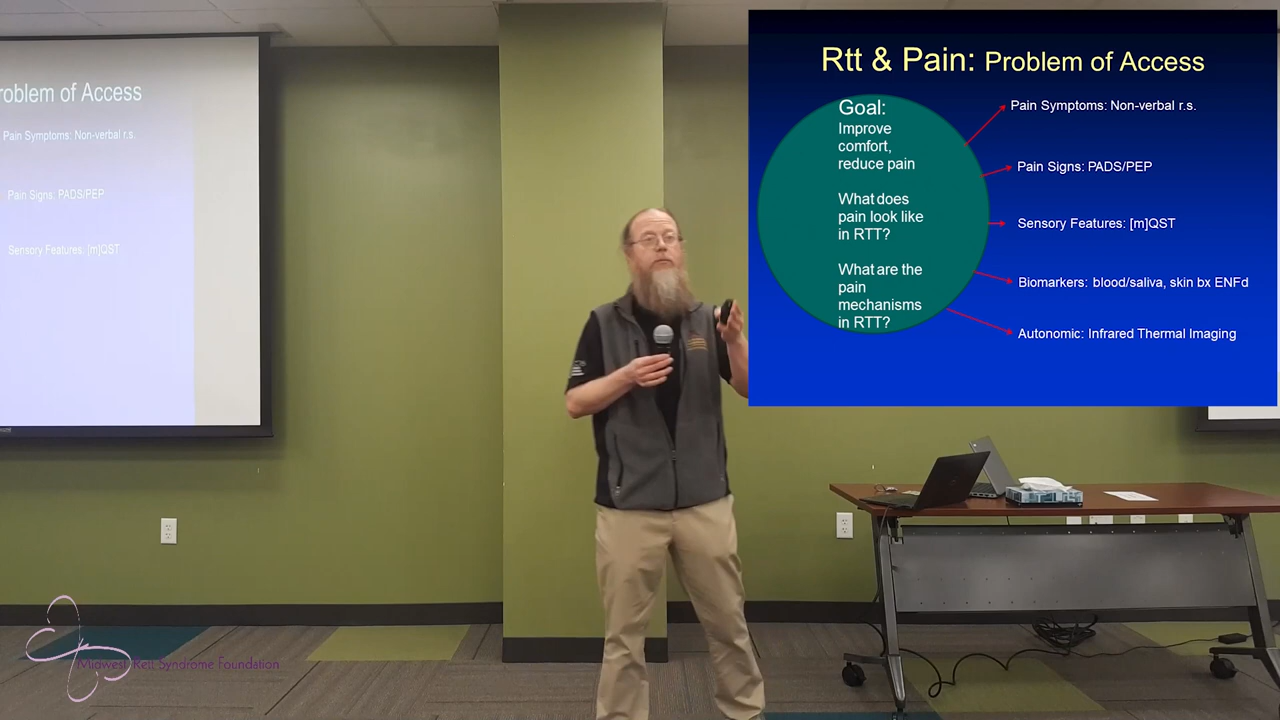 roblem of Access
Pain Symptoms: Non-verbal r.s.
Pain Signs: PADS/PEP
Sensory Features: [m]QST
Rtt & Pain: Problem of Access
Goal:
Improve
comfort,
reduce pain
What does
pain look like
in RTT?
What are the
pain
mechanisms
in RTT?
Pain Symptoms: Non-verbal r.s.
Pain Signs: PADS/PEP
Sensory Features: [m]QST
Biomarkers: blood/saliva, skin bx ENFd
Autonomic: Infrared Thermal Imaging
Midwest Rett Syndrome Foundation